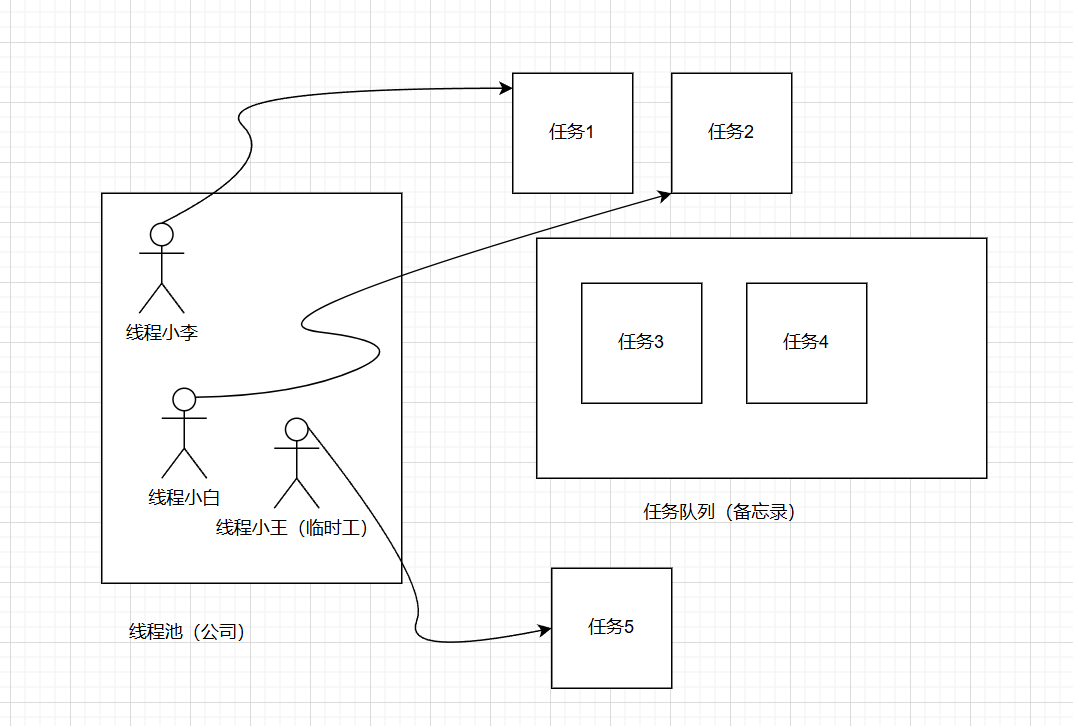 任务1
任务2
线程小李
任务3
任务4
线程小白
线程小王（临时工）
任务队列（备忘录）
线程池（公司）
任务5